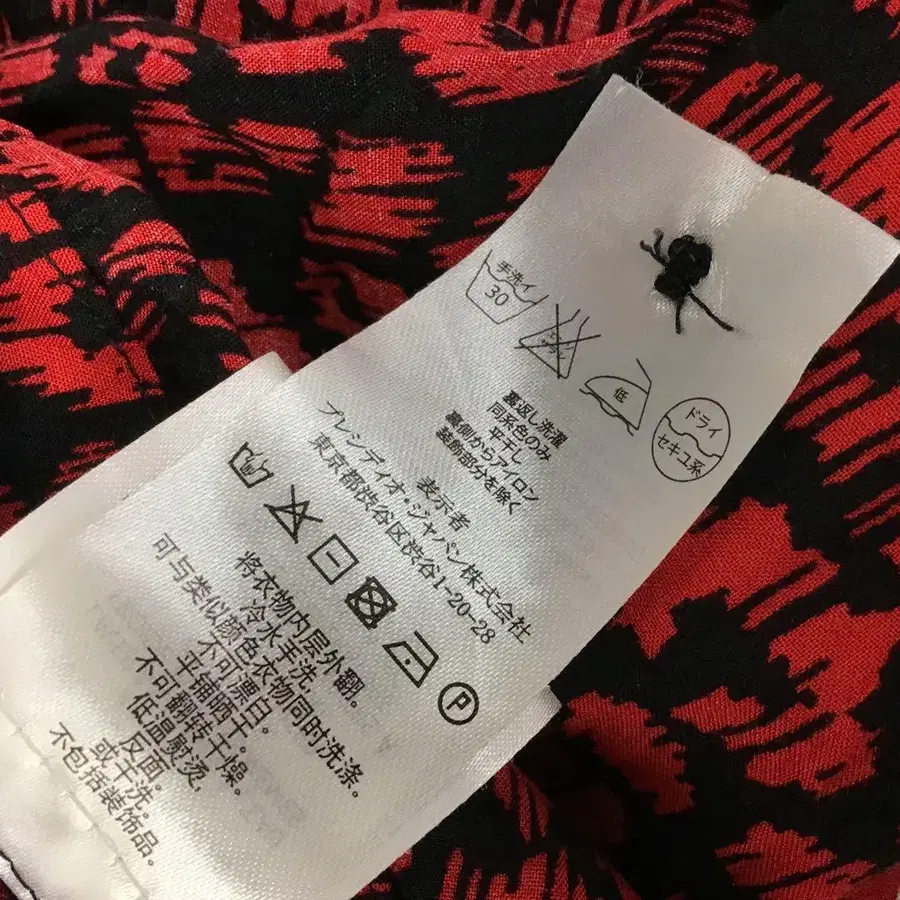 手洗イ
30
低
ドライ
セキユ系
裏返し洗濯
同系色のみ
平干し
裏側からアイロン
装飾部分を除く
表示者
プレシディオ・ジャパン株式会社
東京都渋谷区渋谷1-20-28
P
将衣物内层外翻。
冷水手洗。
可与类似颜色衣物同时洗涤。
不可漂白。
平铺晒干。
不可翻转干燥。
低温熨烫,
反面。
或干洗。
不包括装饰品。